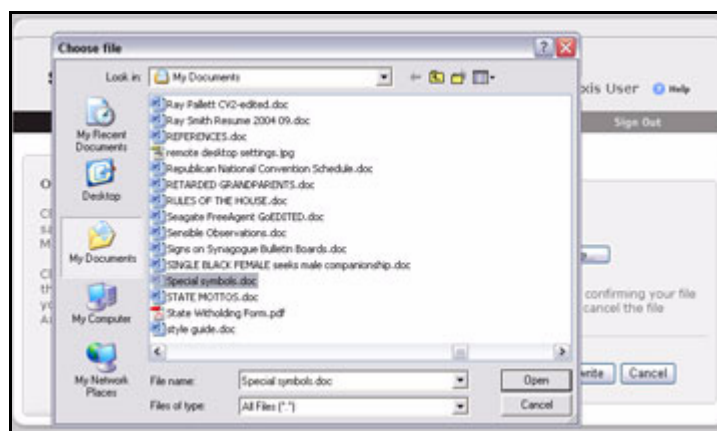 Choose file
Look in: My Documents
User Help
Sign Out
My Recent
Documents
Desktop
My Documents
My Computer
My Network
Places
Ray Pallett CV2-edited.doc
Ray Smith Resume 2004 09.doc
REFERENCES.doc
remote desktop settings.jpg
Republican National Convention Schedule.doc
RETARDED GRANDPARENTS.doc
RULES OF THE HOUSE.doc
Seagate FreeAgent GoEDITED.doc
Sensible Observations.doc
Signs on Synagogue Bulletin Boards.doc
SINGLE BLACK FEMALE seeks male companionship.doc
Special symbols.doc
STATE MOTTOS.doc
State Witholding Form.pdf
style guide.doc
confirming your file
cancel the file
File name: Special symbols.doc Open
Files of type: All Files (*.*) Cancel
Cancel